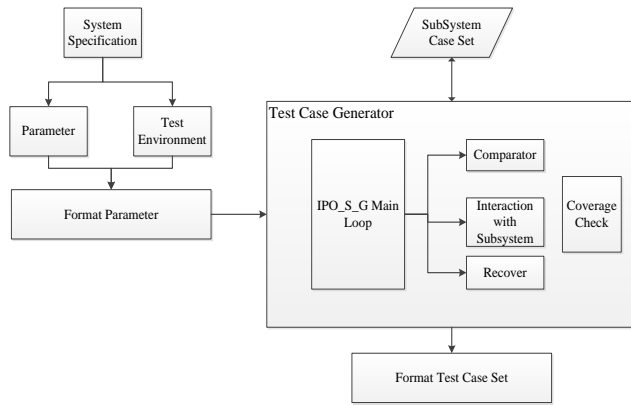 System
Specification
SubSystem
Case Set
Parameter
Test
Environment
Format Parameter
Test Case Generator
IPO_S_G Main
Loop
Comparator
Interaction
with
Subsystem
Recover
Coverage
Check
Format Test Case Set